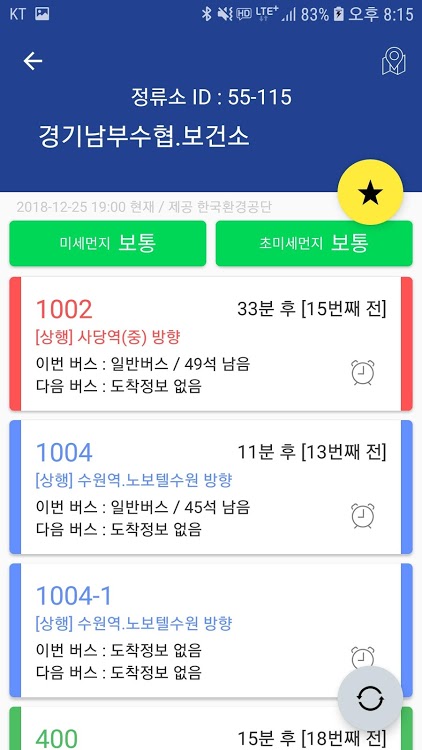 KT HD LTE+ 83% 오후 8:15
정류소 ID : 55-115
경기남부수협.보건소
2018-12-25 19:00 현재 / 제공 한국환경공단
미세먼지 보통 초미세먼지 보통
1002 33분 후 [15번째 전]
[상행] 사당역(중) 방향
이번 버스 : 일반버스 / 49석 남음
다음 버스 : 도착정보 없음
1004 11분 후 [13번째 전]
[상행] 수원역.노보텔수원 방향
이번 버스 : 일반버스 / 45석 남음
다음 버스 : 도착정보 없음
1004-1
[상행] 수원역.노보텔수원 방향
이번 버스 : 도착정보 없음
다음 버스 : 도착정보 없음
400 15분 후 [18번째 전]